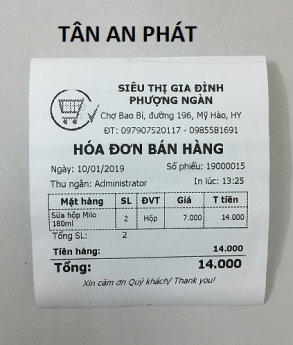 TÂN AN PHÁT
SIÊU THỊ GIA ĐÌNH
PHƯỢNG NGÀN
Chợ Bao Bì, đường 196, Mỹ Hào, HY
ĐT: 097907520117 - 0985581691
HÓA ĐƠN BÁN HÀNG
Ngày: 10/01/2019 Số phiếu: 19000015
Thu ngân: Administrator In lúc: 13:25
Mặt hàng SL ĐVT Giá T tiền
Sữa hộp Milo 180ml 2 Hộp 7.000 14.000
Tổng SL: 2
Tiền hàng: 14.000
Tổng: 14.000
Xin cảm ơn Quý khách/ Thank you!